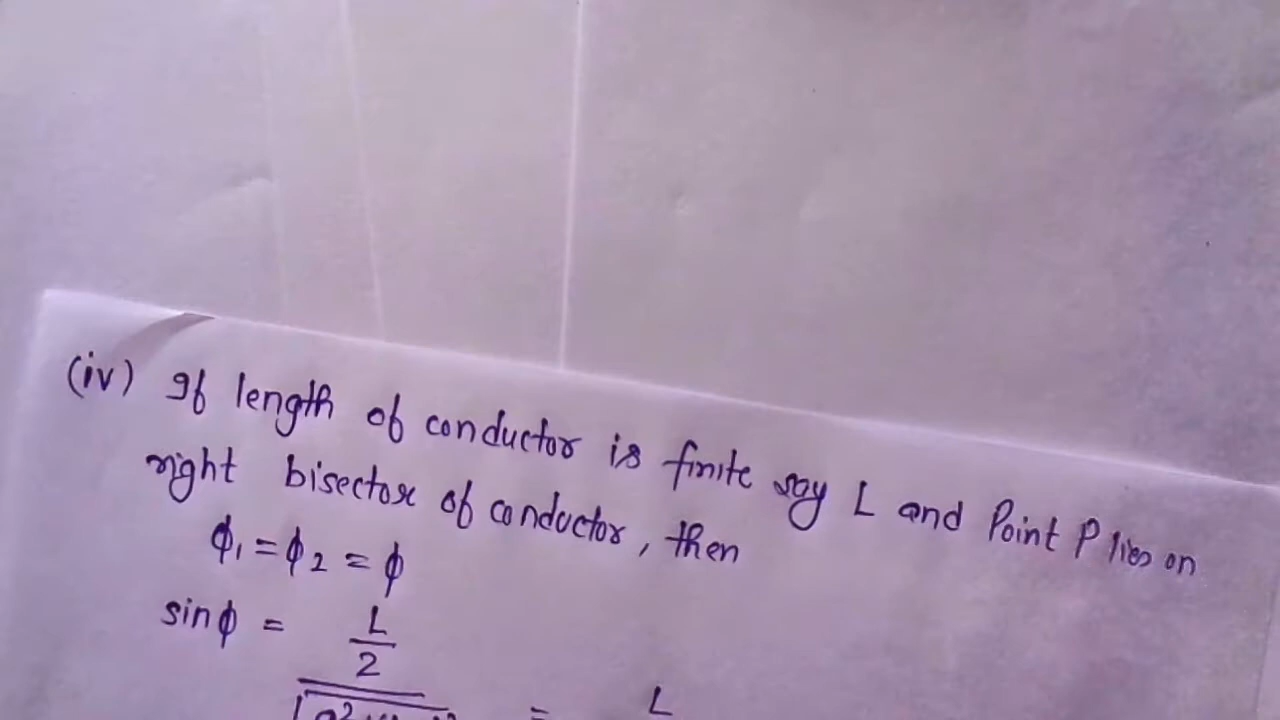 (iv) If length of conductor is finite say L and Point P lies on
right bisector of conductor, then
ϕ₁ = ϕ₂ = ϕ
sinϕ = L/2
= L